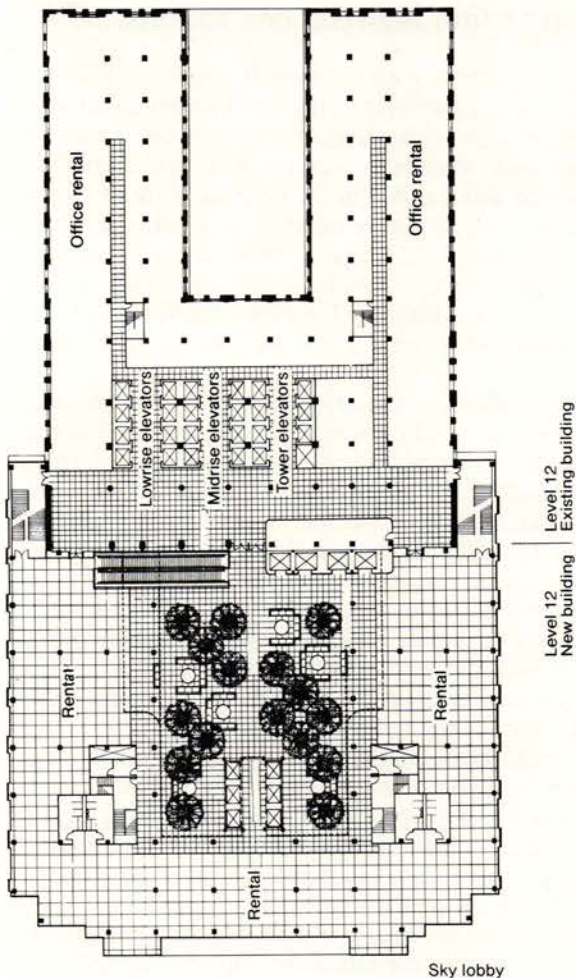 Office rental
Office rental
Lowrise elevators
Midrise elevators
Tower elevators
Level 12
Existing building
Level 12
New building
Rental
Rental
Rental
Sky lobby